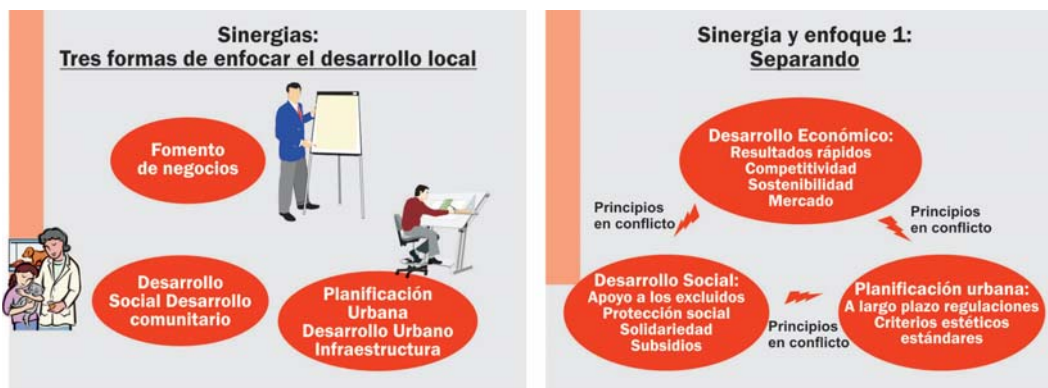 Sinergias:
Tres formas de enfocar el desarrollo local
Fomento
de negocios
Desarrollo
Social Desarrollo
comunitario
Planificación
Urbana
Desarrollo Urbano
Infraestructura
Sinergia y enfoque 1:
Separando
Desarrollo Económico:
Resultados rápidos
Competitividad
Sostenibilidad
Mercado
Principios
en conflicto
Principios
en conflicto
Desarrollo Social:
Apoyo a los excluidos
Protección social
Solidariedad
Subsidios
Principios
en conflicto
Planificación urbana:
A largo plazo regulaciones
Criterios estéticos
estándares